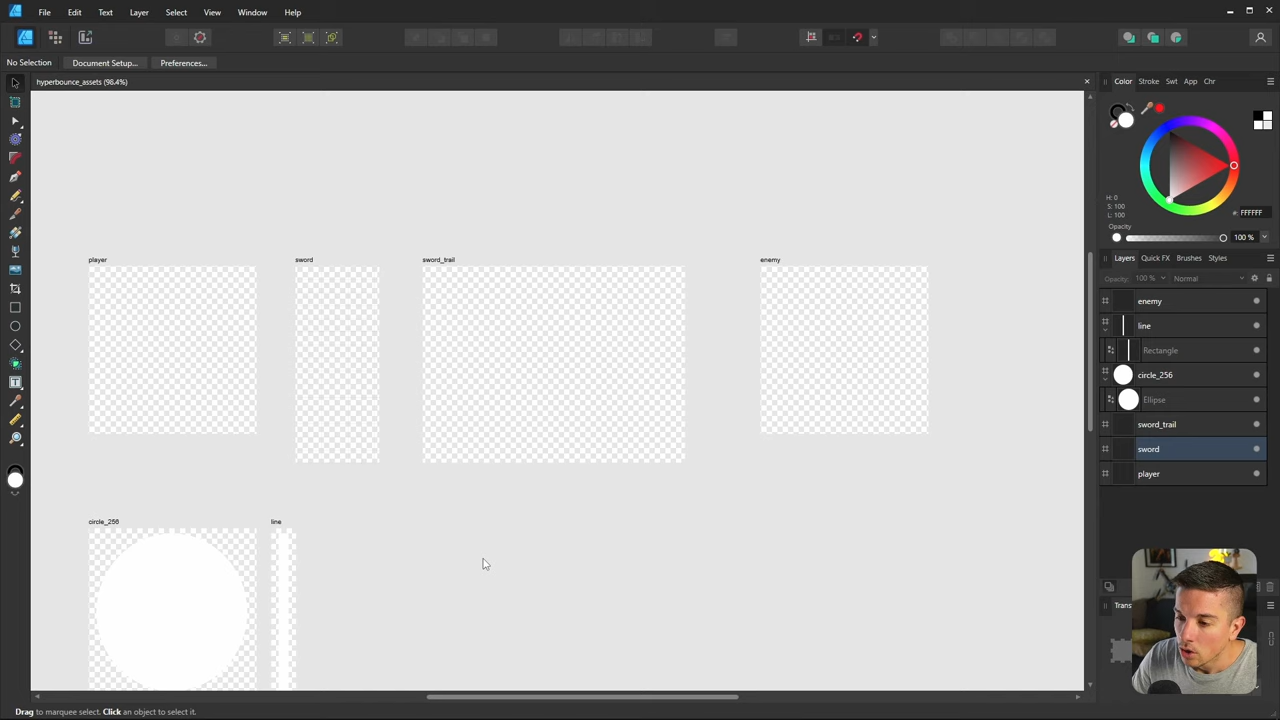 File Edit Text Layer Select View Window Help
No Selection Document Setup... Preferences...
hyperbounce_assets (98.4%)
Color Stroke Swt App Chr
H: 0
S: 100
L: 100
#: FFFFFF
Opacity
100 %
Layers Quick FX Brushes Styles
Opacity: 100 % Normal
enemy
line
Rectangle
circle_256
Ellipse
sword_trail
sword
player
Trans
player sword sword_trail enemy
circle_256 line
Drag to marquee select. Click an object to select it.